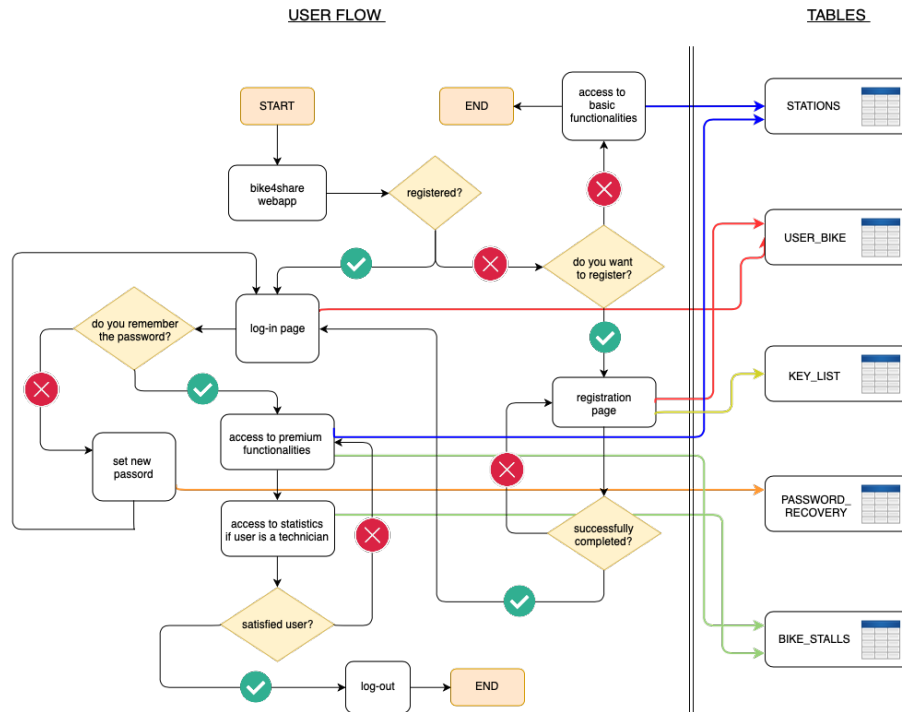 USER FLOW
TABLES
START
END
access to
basic
functionalities
STATIONS
bike4share
webapp
registered?
do you want
to register?
USER_BIKE
do you remember
the password?
log-in page
KEY_LIST
registration
page
access to premium
functionalities
set new
passord
PASSWORD_
RECOVERY
access to statistics
if user is a technician
successfully
completed?
satisfied user?
BIKE_STALLS
log-out
END